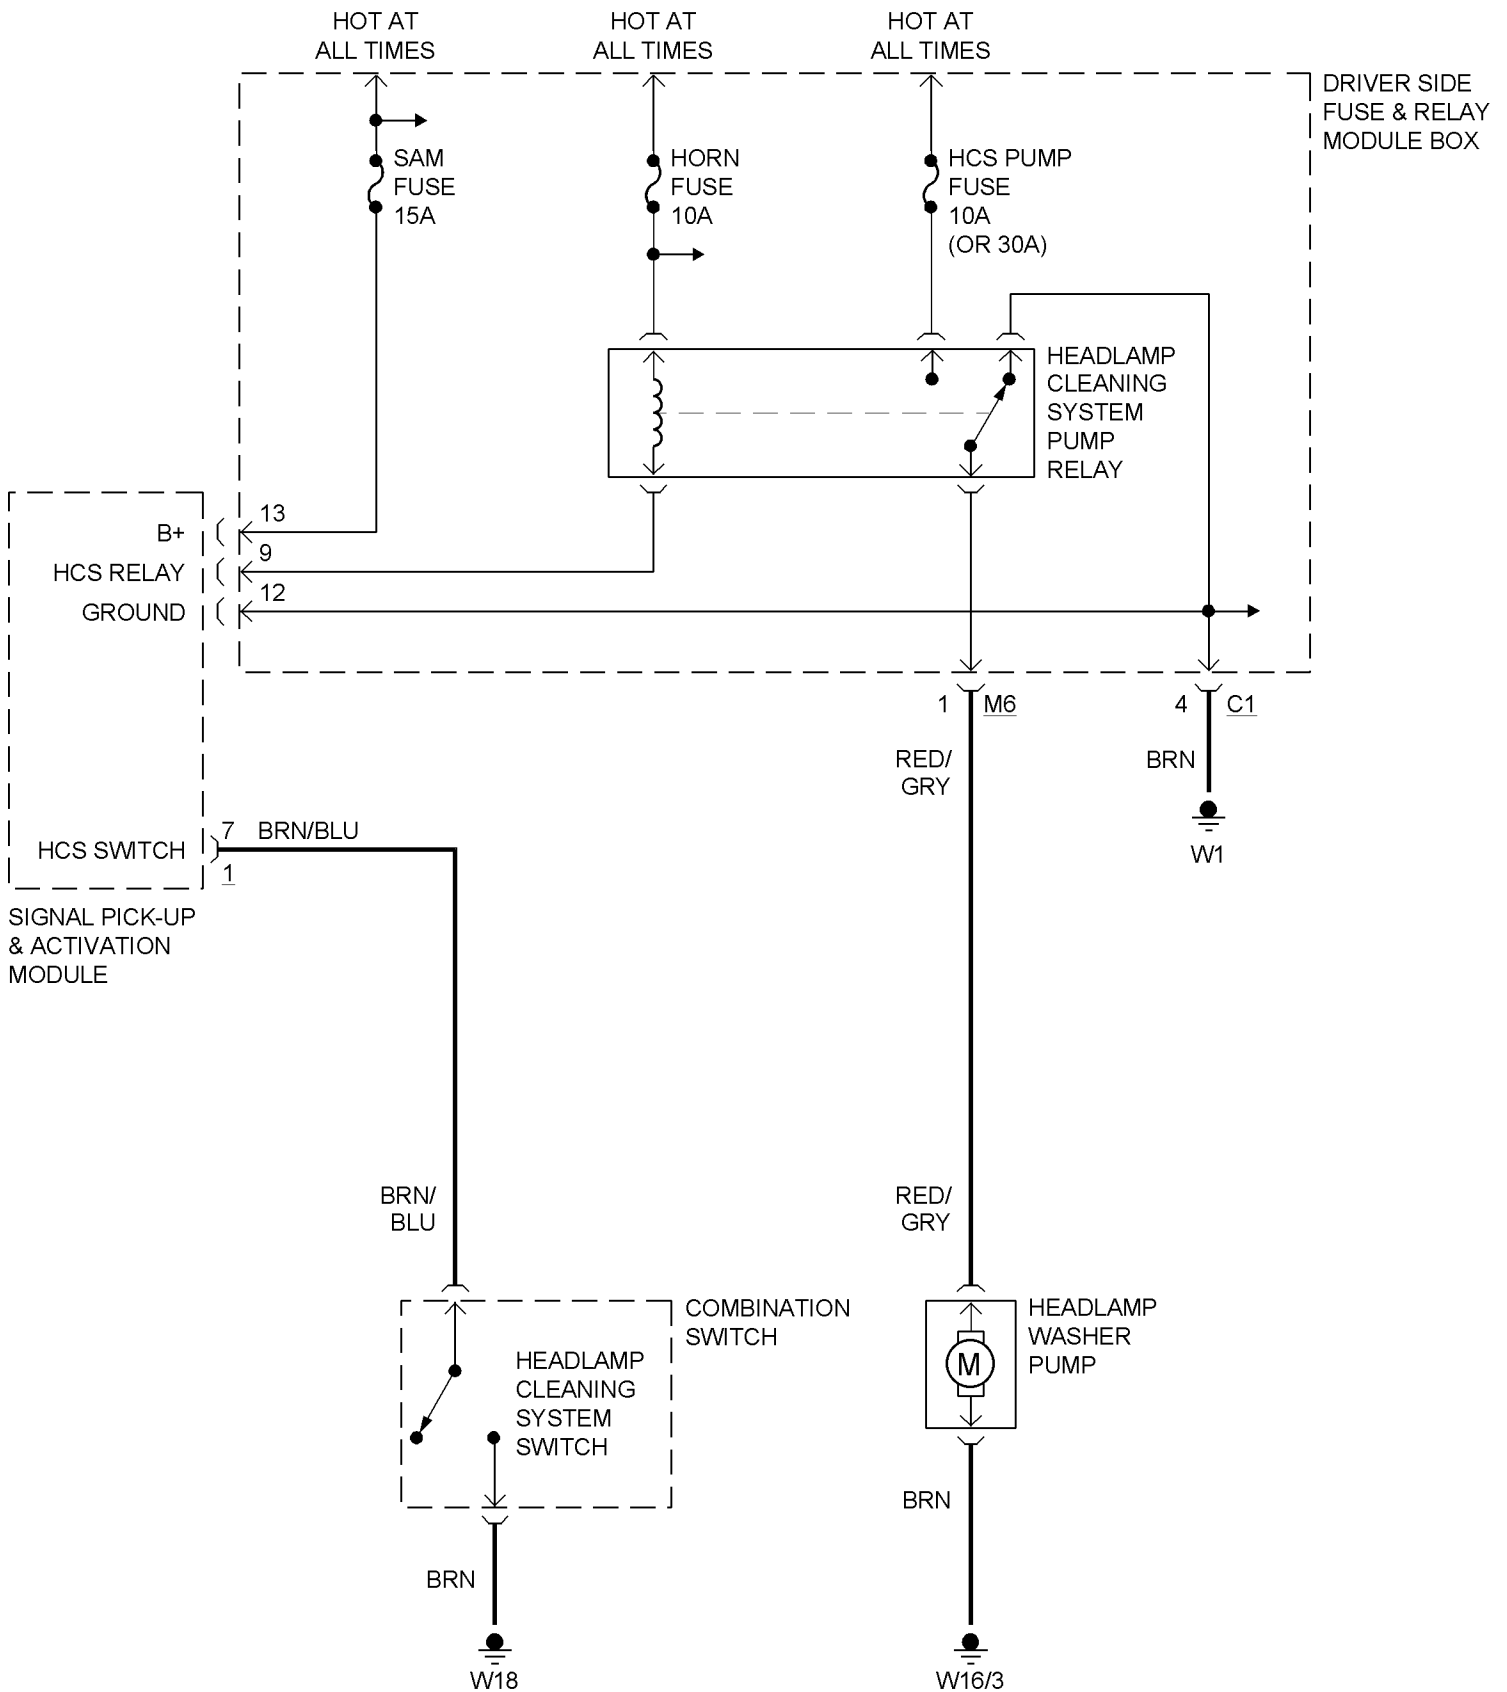 HOT AT
ALL TIMES
HOT AT
ALL TIMES
HOT AT
ALL TIMES
DRIVER SIDE
FUSE & RELAY
MODULE BOX
SAM
FUSE
15A
HORN
FUSE
10A
HCS PUMP
FUSE
10A
(OR 30A)
HEADLAMP
CLEANING
SYSTEM
PUMP
RELAY
B+
13
HCS RELAY
9
GROUND
12
1 M6
4 C1
RED/
GRY
BRN
W1
HCS SWITCH
7 BRN/BLU
1
SIGNAL PICK-UP
& ACTIVATION
MODULE
BRN/
BLU
RED/
GRY
COMBINATION
SWITCH
HEADLAMP
CLEANING
SYSTEM
SWITCH
HEADLAMP
WASHER
PUMP
M
BRN
BRN
W18
W16/3